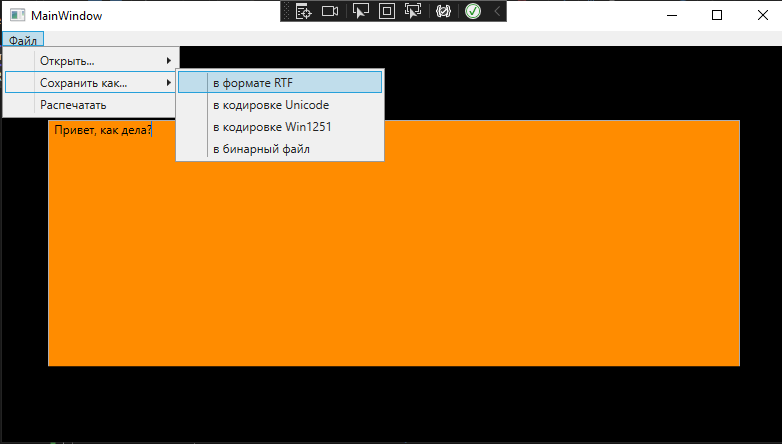 MainWindow
Файл
Открыть...
Сохранить как...
Распечатать
в формате RTF
в кодировке Unicode
в кодировке Win1251
в бинарный файл
Привет, как дела?